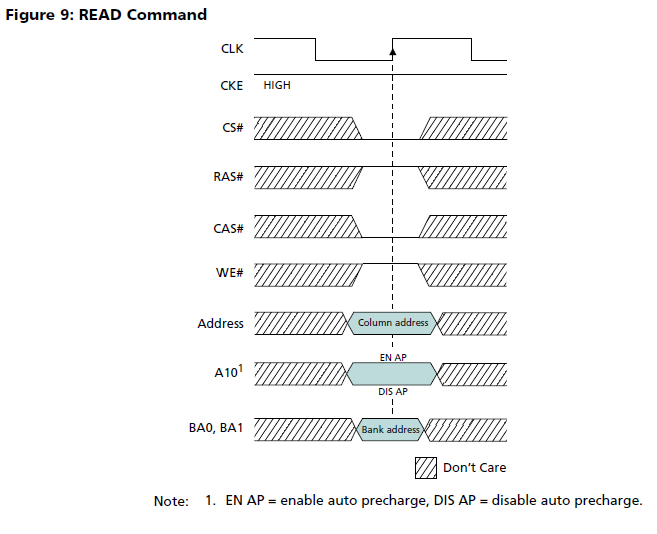 Figure 9: READ Command
CLK
CKE HIGH
CS#
RAS#
CAS#
WE#
Address Column address
EN AP
A10¹
DIS AP
BA0, BA1 Bank address
Don't Care
Note: 1. EN AP = enable auto precharge, DIS AP = disable auto precharge.